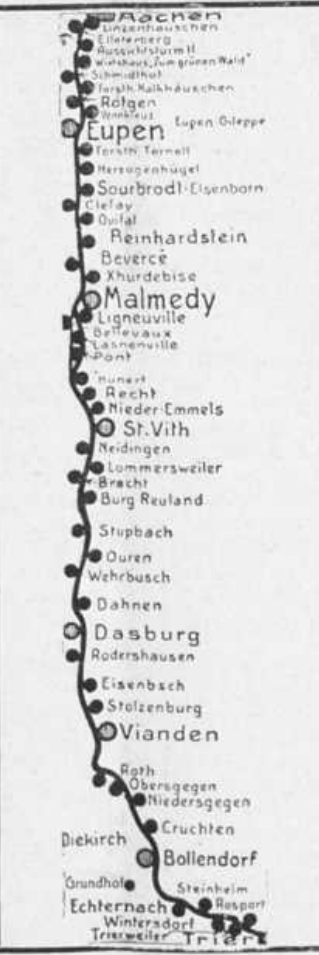 Aachen
Linzenhäuschen
Ellaterberg
Aussichtsturm II
Wirtshaus „Zum grünen Wald"
Schmidthof
Forsth. Kalkhäuschen
Rötgen
Eupen
Eupen Gileppe
Forsth Ternell
Herzogenhügel
Sourbrodt-Elsenborn
Clefay
Ovifat
Reinhardstein
Bevercé
Xhurdebise
Malmedy
Ligneuville
Bellevaux
Lasnenville
Pont
Recht
Nieder-Emmels
St.Vith
Neidingen
Lommersweiler
Bracht
Burg Reuland
Stupbach
Ouren
Wehrbusch
Dahnen
Dasburg
Rodershausen
Eisenbach
Stolzenburg
Vianden
Roth
Obersgegen
Niedersgegen
Cruchten
Diekirch
Bollendorf
Grundhof
Steinheim
Echternach
Rosport
Wintersdorf
Trierweiler
Trier